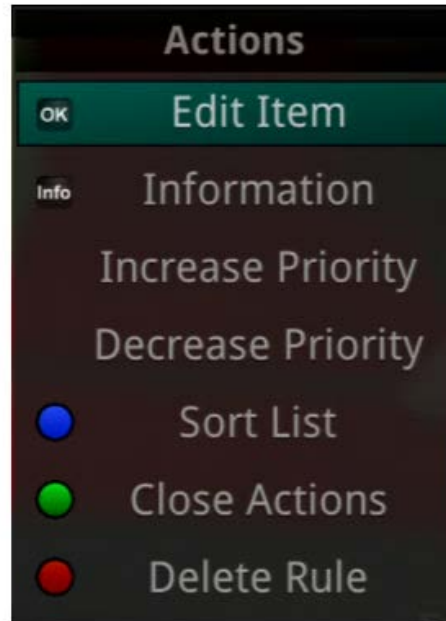 Actions
OK Edit Item
Info Information
Increase Priority
Decrease Priority
Sort List
Close Actions
Delete Rule